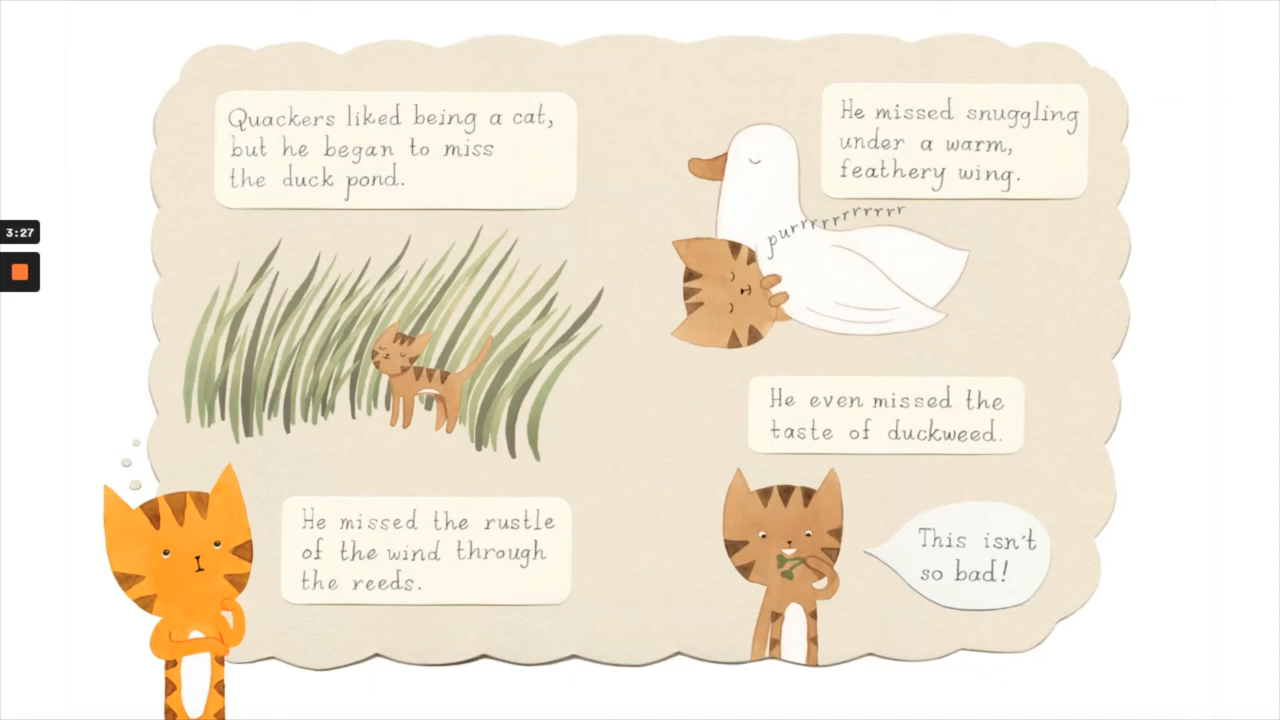 Quackers liked being a cat,
but he began to miss
the duck pond.
He missed the rustle
of the wind through
the reeds.
He missed snuggling
under a warm,
feathery wing.
purrrrrrrrrrr
He even missed the
taste of duckweed.
This isn't
so bad!
3:27